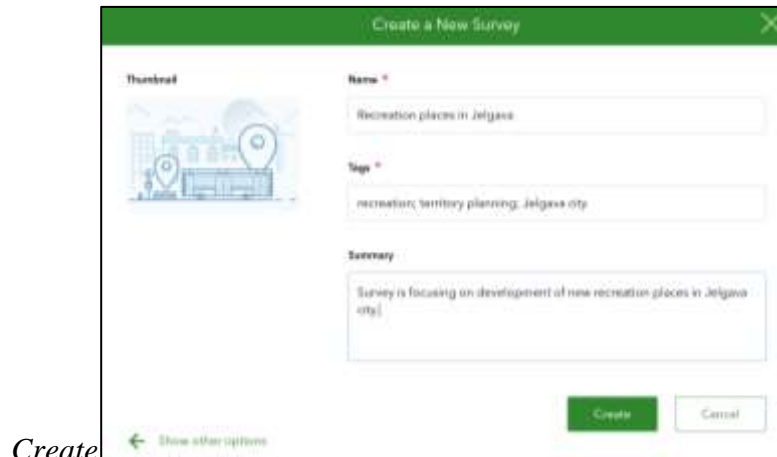 Create a New Survey
Thumbnail
Name *
Recreation places in Jelgava
Tags *
recreation; territory planning; Jelgava city
Summary
Survey is focusing on development of new recreation places in Jelgava
city.
Create
Cancel
Show other options
Create